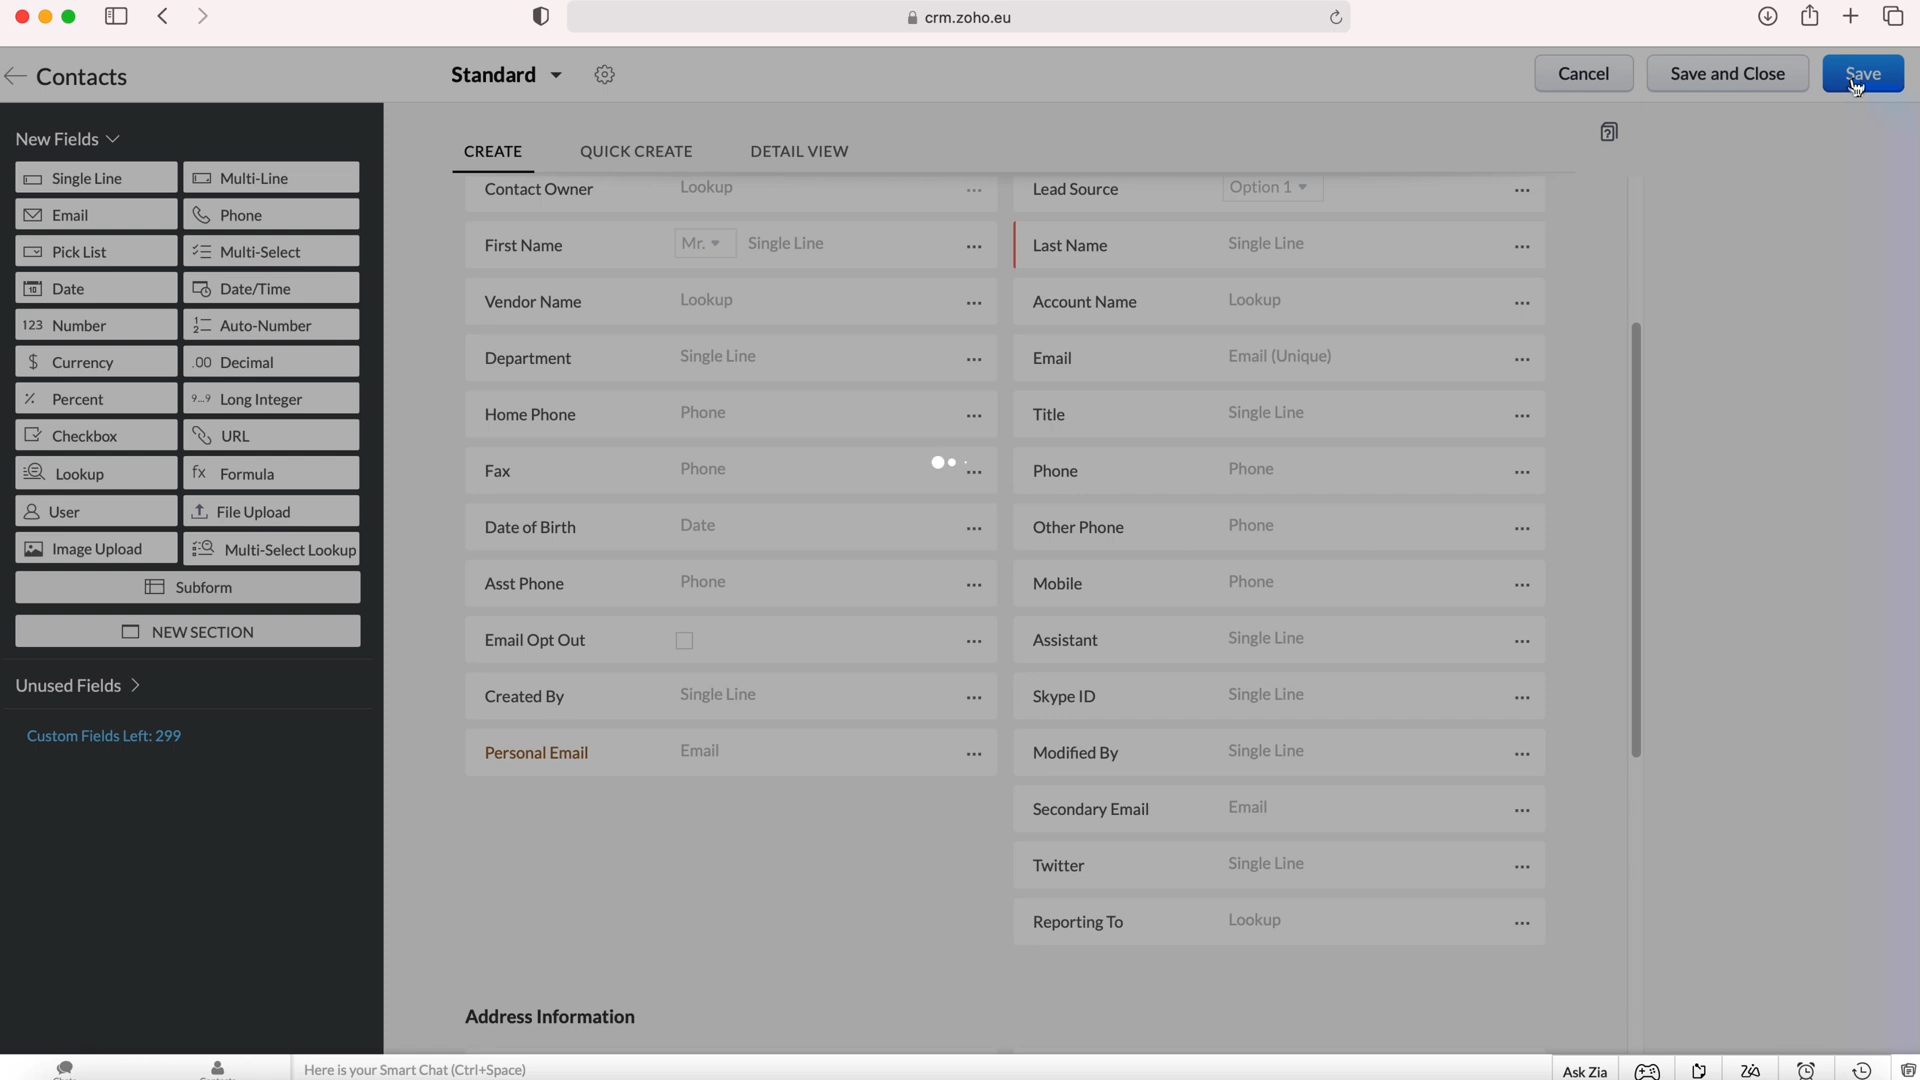 crm.zoho.eu
Contacts
Standard
Cancel
Save and Close
Save
New Fields
Single Line
Multi-Line
Email
Phone
Pick List
Multi-Select
Date
Date/Time
123 Number
Auto-Number
$ Currency
.00 Decimal
% Percent
9...9 Long Integer
Checkbox
URL
Lookup
fx Formula
User
File Upload
Image Upload
Multi-Select Lookup
Subform
NEW SECTION
Unused Fields
Custom Fields Left: 299
CREATE
QUICK CREATE
DETAIL VIEW
Contact Owner Lookup ...
Lead Source Option 1 ...
First Name Mr. Single Line ...
Last Name Single Line ...
Vendor Name Lookup ...
Account Name Lookup ...
Department Single Line ...
Email Email (Unique) ...
Home Phone Phone ...
Title Single Line ...
Fax Phone ...
Phone Phone ...
Date of Birth Date ...
Other Phone Phone ...
Asst Phone Phone ...
Mobile Phone ...
Email Opt Out ...
Assistant Single Line ...
Created By Single Line ...
Skype ID Single Line ...
Personal Email Email ...
Modified By Single Line ...
Secondary Email Email ...
Twitter Single Line ...
Reporting To Lookup ...
Address Information
Here is your Smart Chat (Ctrl+Space)
Ask Zia